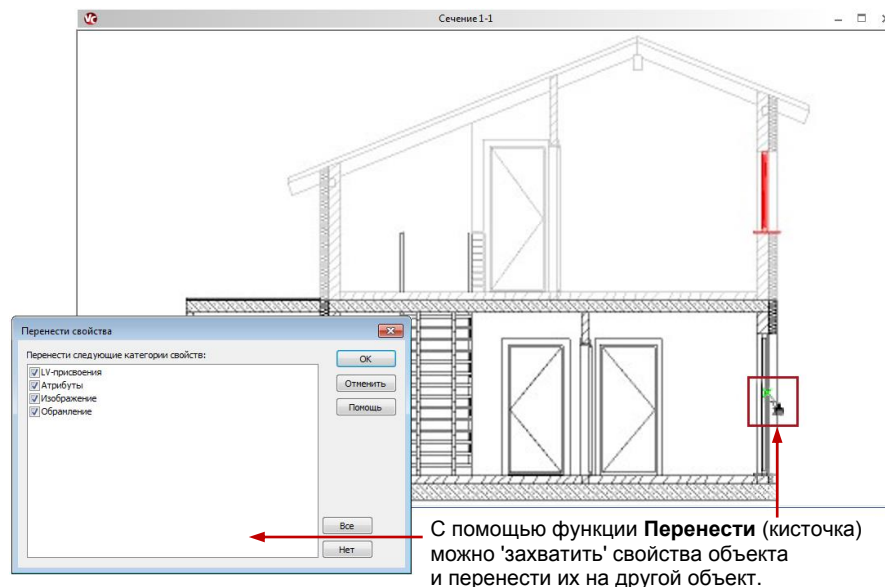 Сечение 1-1
Перенести свойства
Перенести следующие категории свойств:
LV-присвоения
Атрибуты
Изображение
Обрамление
OK
Отменить
Помощь
Все
Нет
С помощью функции Перенести (кисточка)
можно 'захватить' свойства объекта
и перенести их на другой объект.